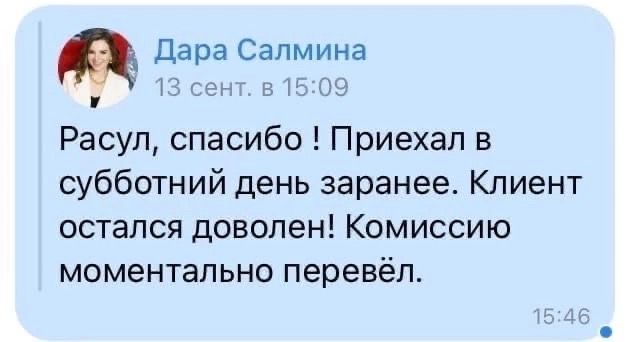 Дара Салмина
13 сент. в 15:09
Расул, спасибо ! Приехал в
субботний день заранее. Клиент
остался доволен! Комиссию
моментально перевёл.
15:46